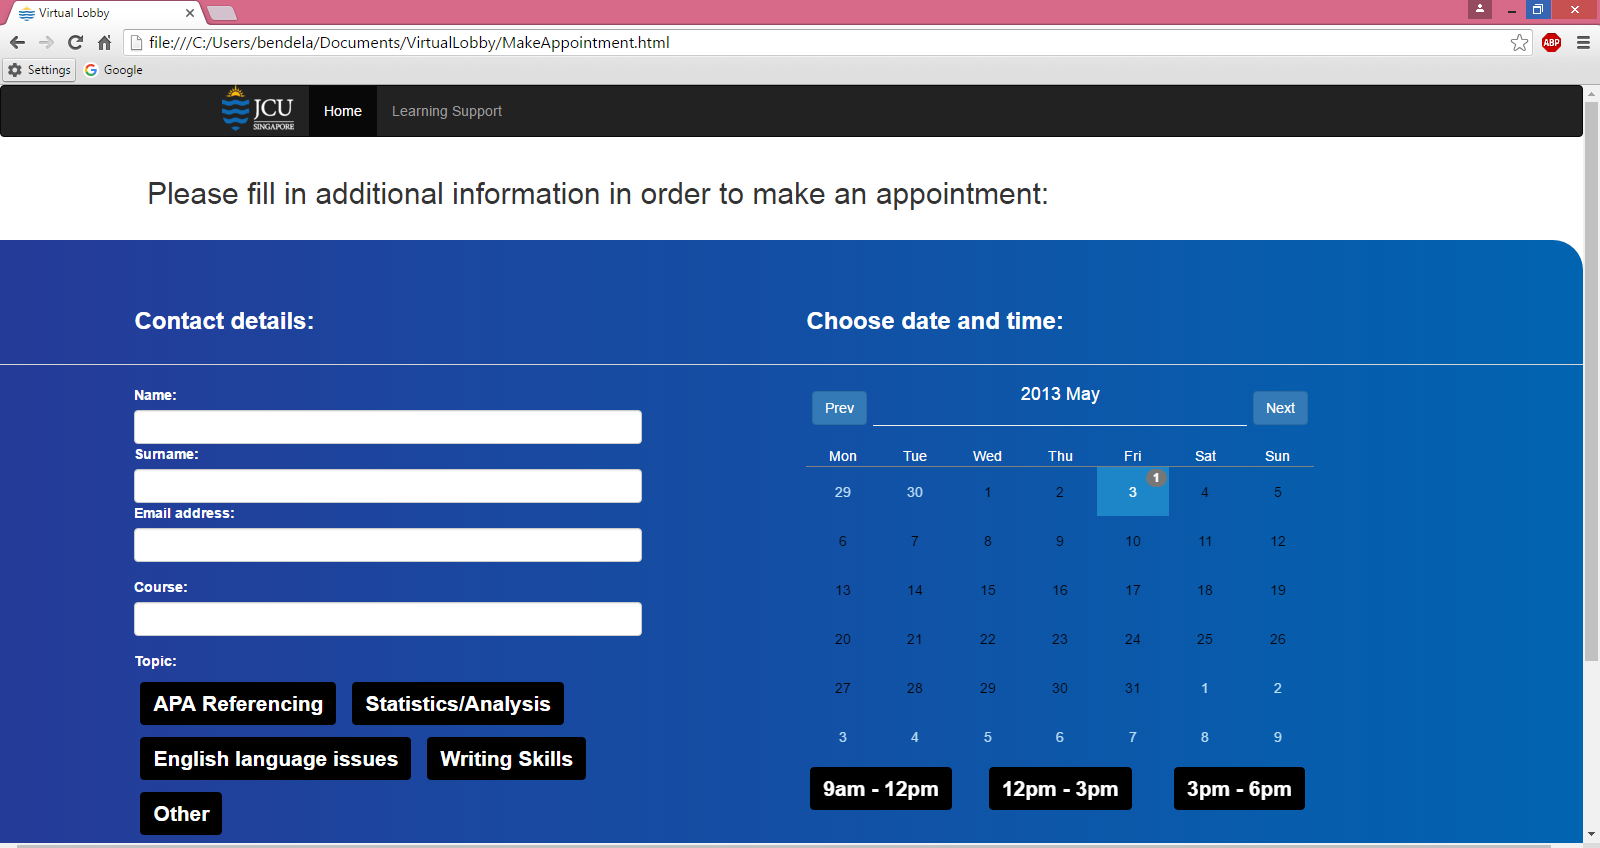 Virtual Lobby
file:///C:/Users/bendela/Documents/VirtualLobby/MakeAppointment.html
ABP
Settings Google
JCU
SINGAPORE
Home Learning Support
Please fill in additional information in order to make an appointment:
Contact details:
Choose date and time:
Name:
Surname:
Email address:
Course:
Topic:
APA Referencing Statistics/Analysis
English language issues Writing Skills
Other
Prev 2013 May Next
Mon Tue Wed Thu Fri Sat Sun
29 30 1 2 3 1 4 5
6 7 8 9 10 11 12
13 14 15 16 17 18 19
20 21 22 23 24 25 26
27 28 29 30 31 1 2
3 4 5 6 7 8 9
9am - 12pm 12pm - 3pm 3pm - 6pm